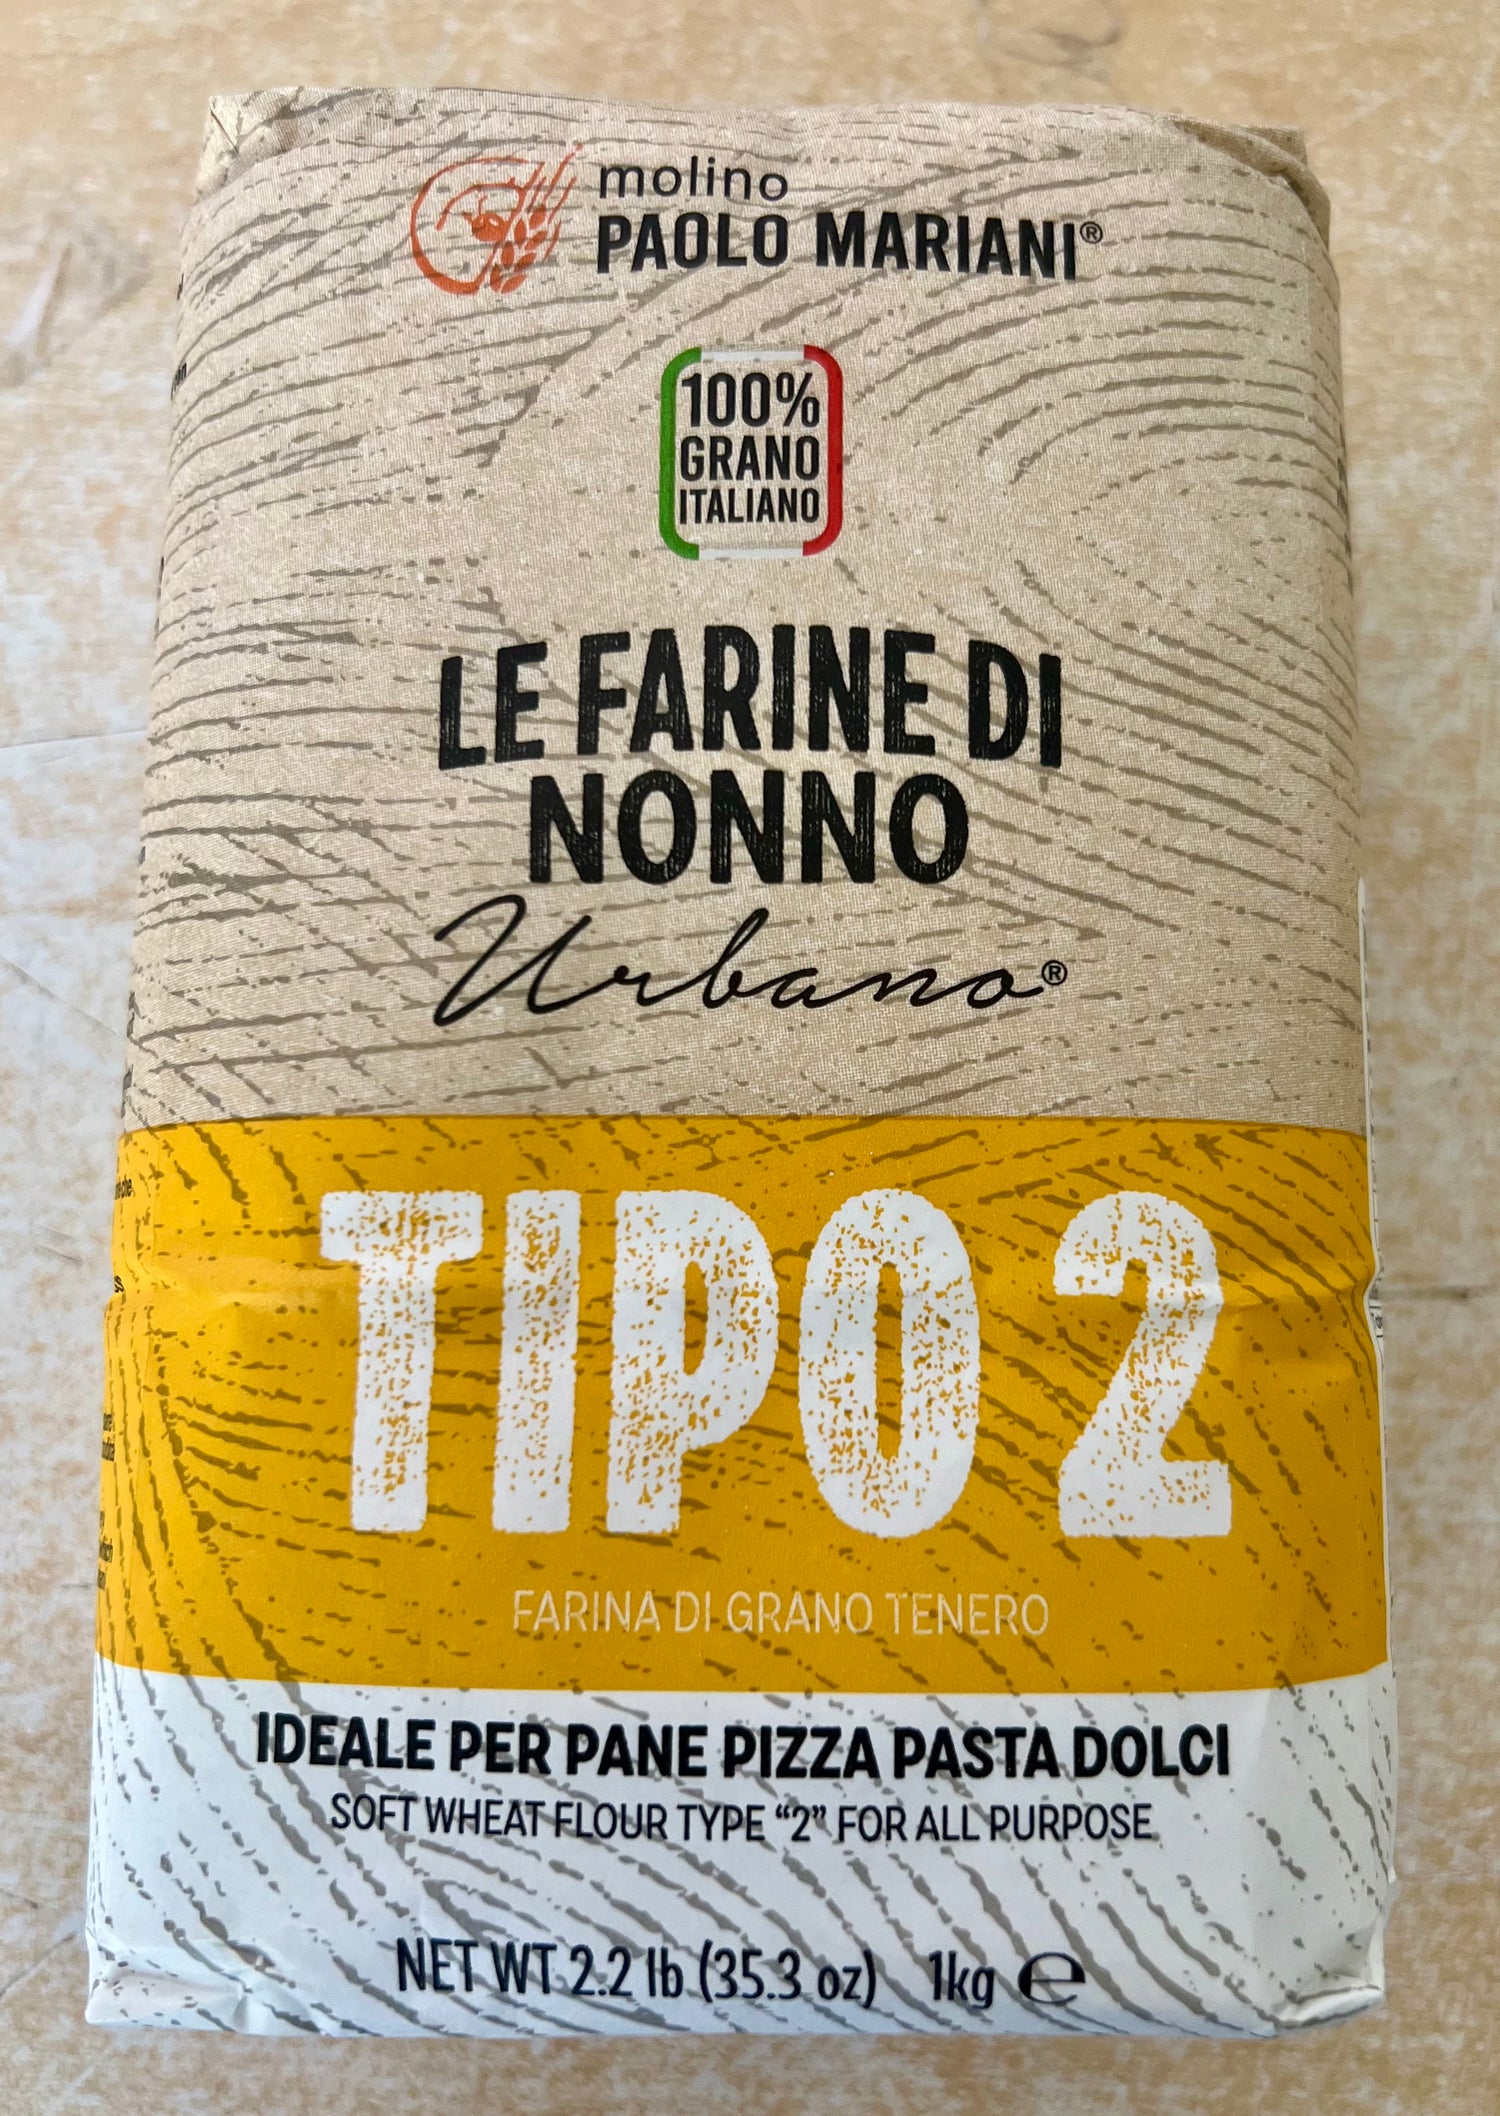 molino
PAOLO MARIANI®
100%
GRANO
ITALIANO
LE FARINE DI
NONNO
Urbano®
TIPO 2
FARINA DI GRANO TENERO
IDEALE PER PANE PIZZA PASTA DOLCI
SOFT WHEAT FLOUR TYPE “2” FOR ALL PURPOSE
NET WT 2.2 lb (35.3 oz) 1kg ℮